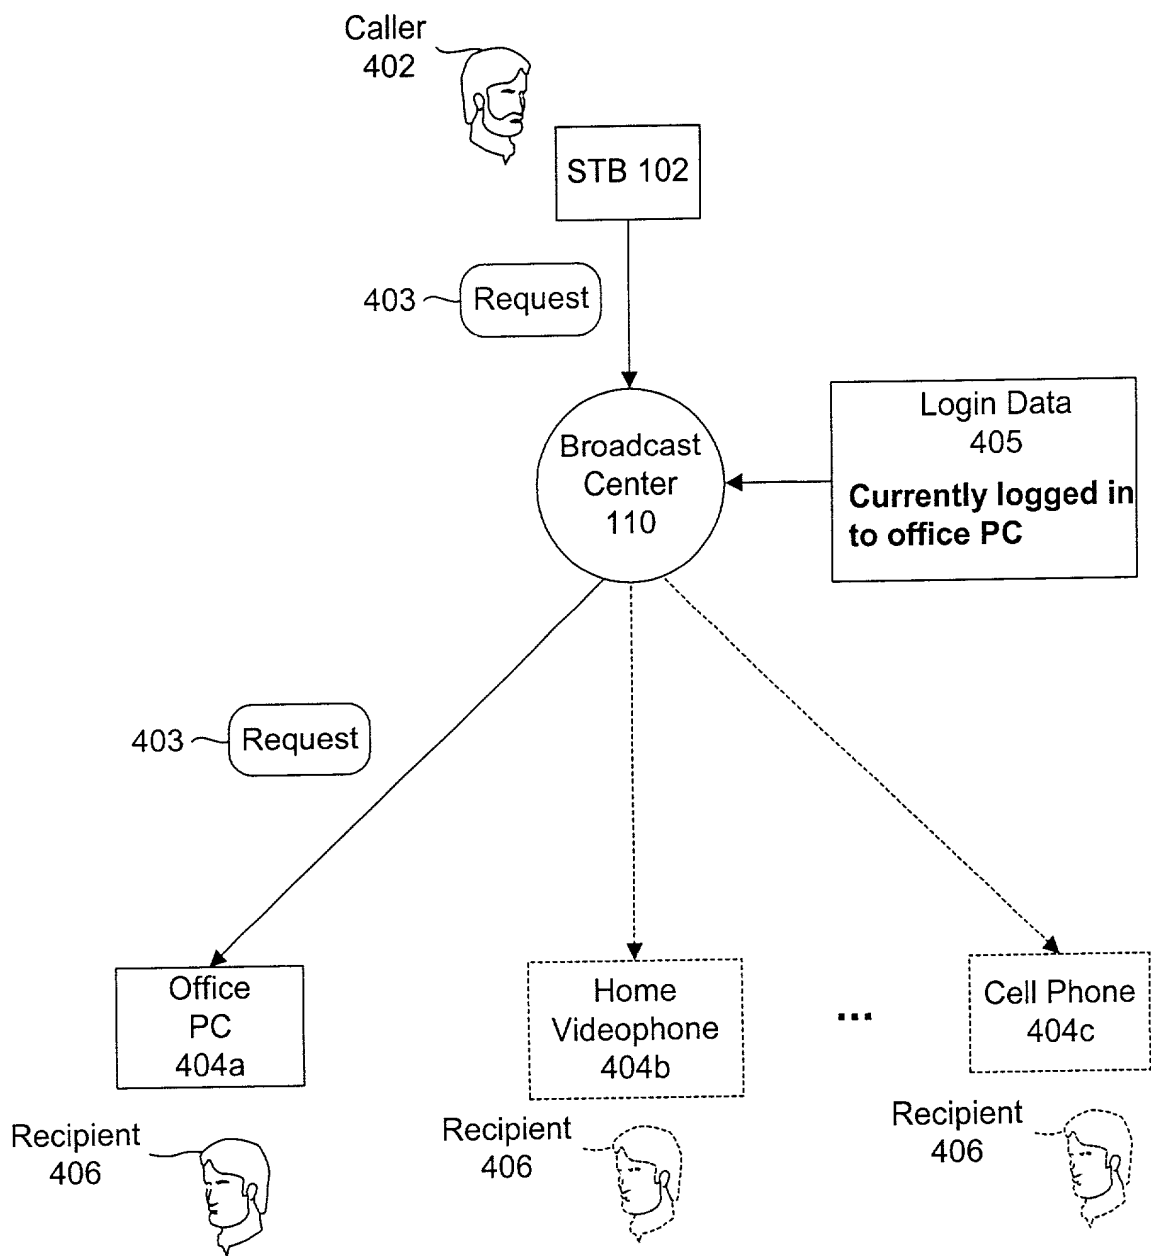 Caller
402
STB 102
403
Request
Login Data
405
Currently logged in
to office PC
Broadcast
Center
110
403
Request
Office
PC
404a
Home
Videophone
404b
...
Cell Phone
404c
Recipient
406
Recipient
406
Recipient
406